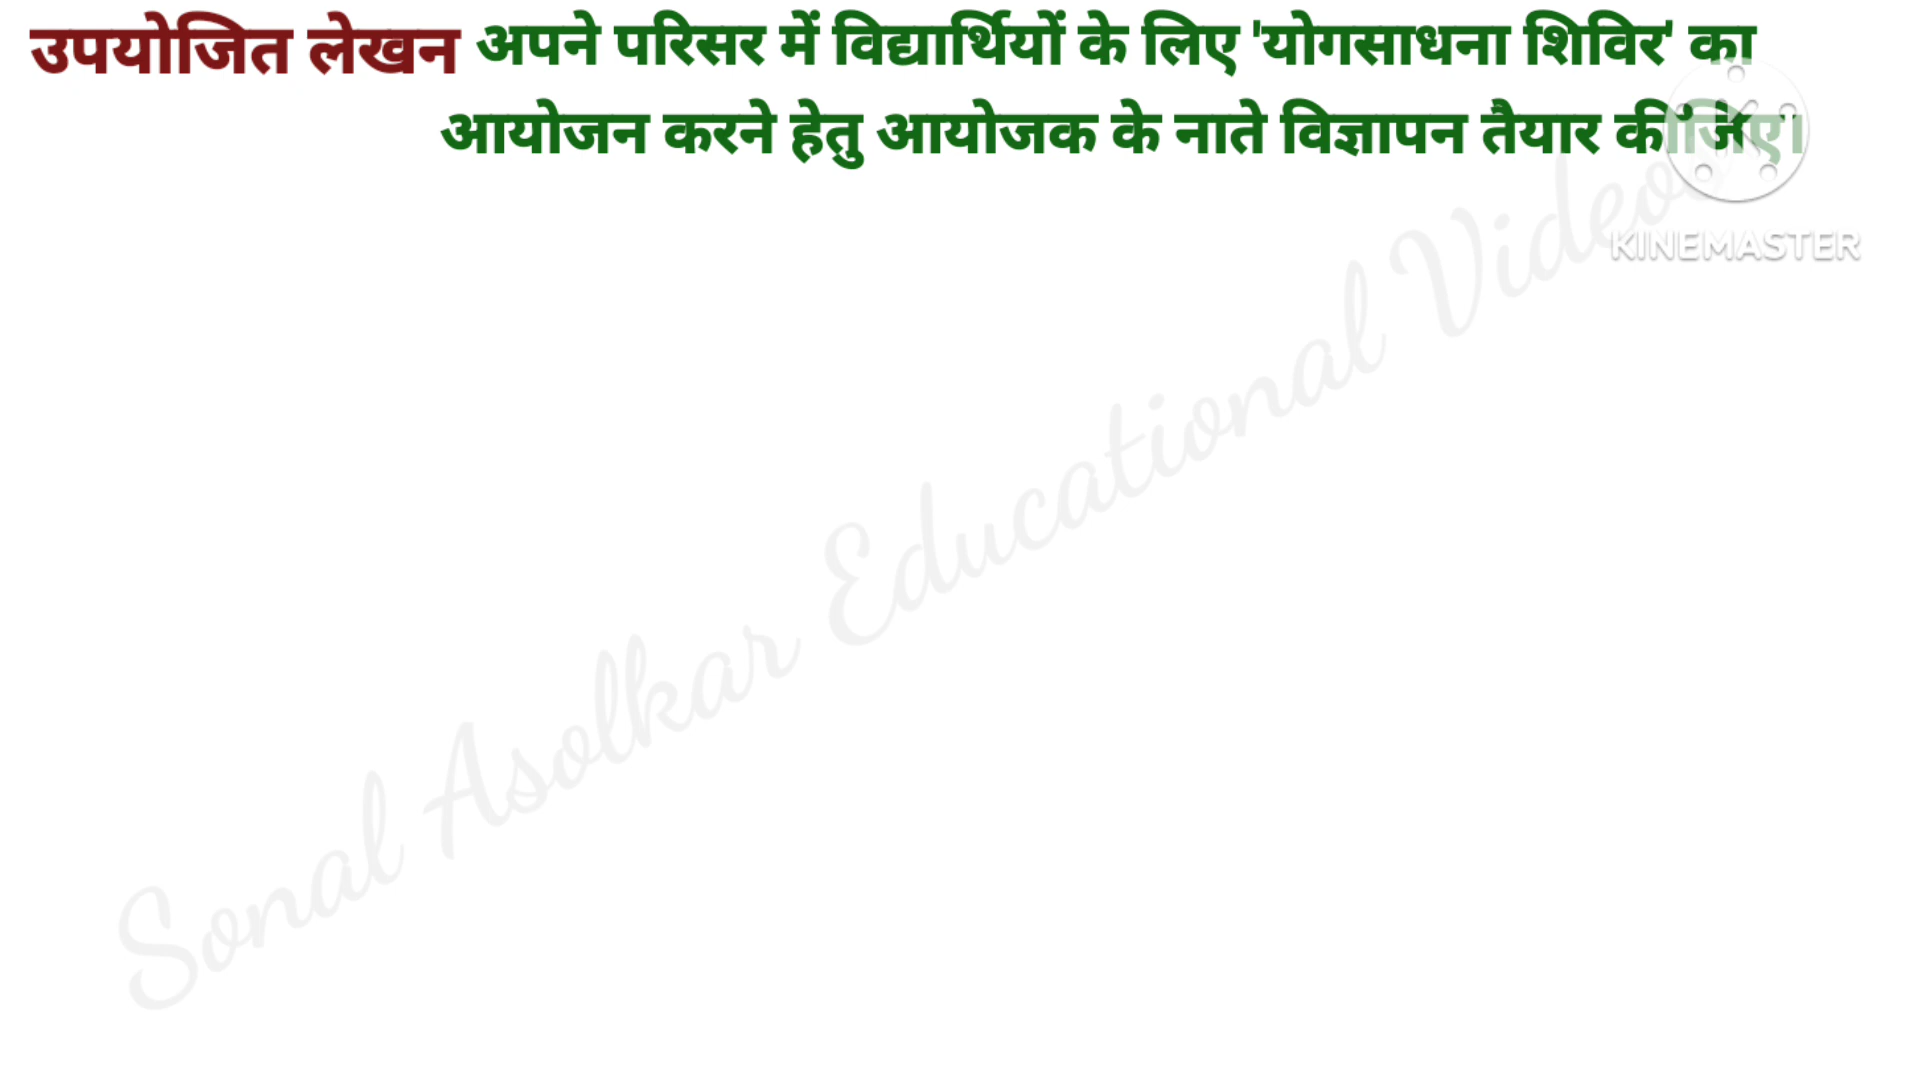 उपयोजित लेखन अपने परिसर में विद्यार्थियों के लिए 'योगसाधना शिविर' का
आयोजन करने हेतु आयोजक के नाते विज्ञापन तैयार कीजिए।
KINEMASTER
Sonal Asolkar Educational Videos